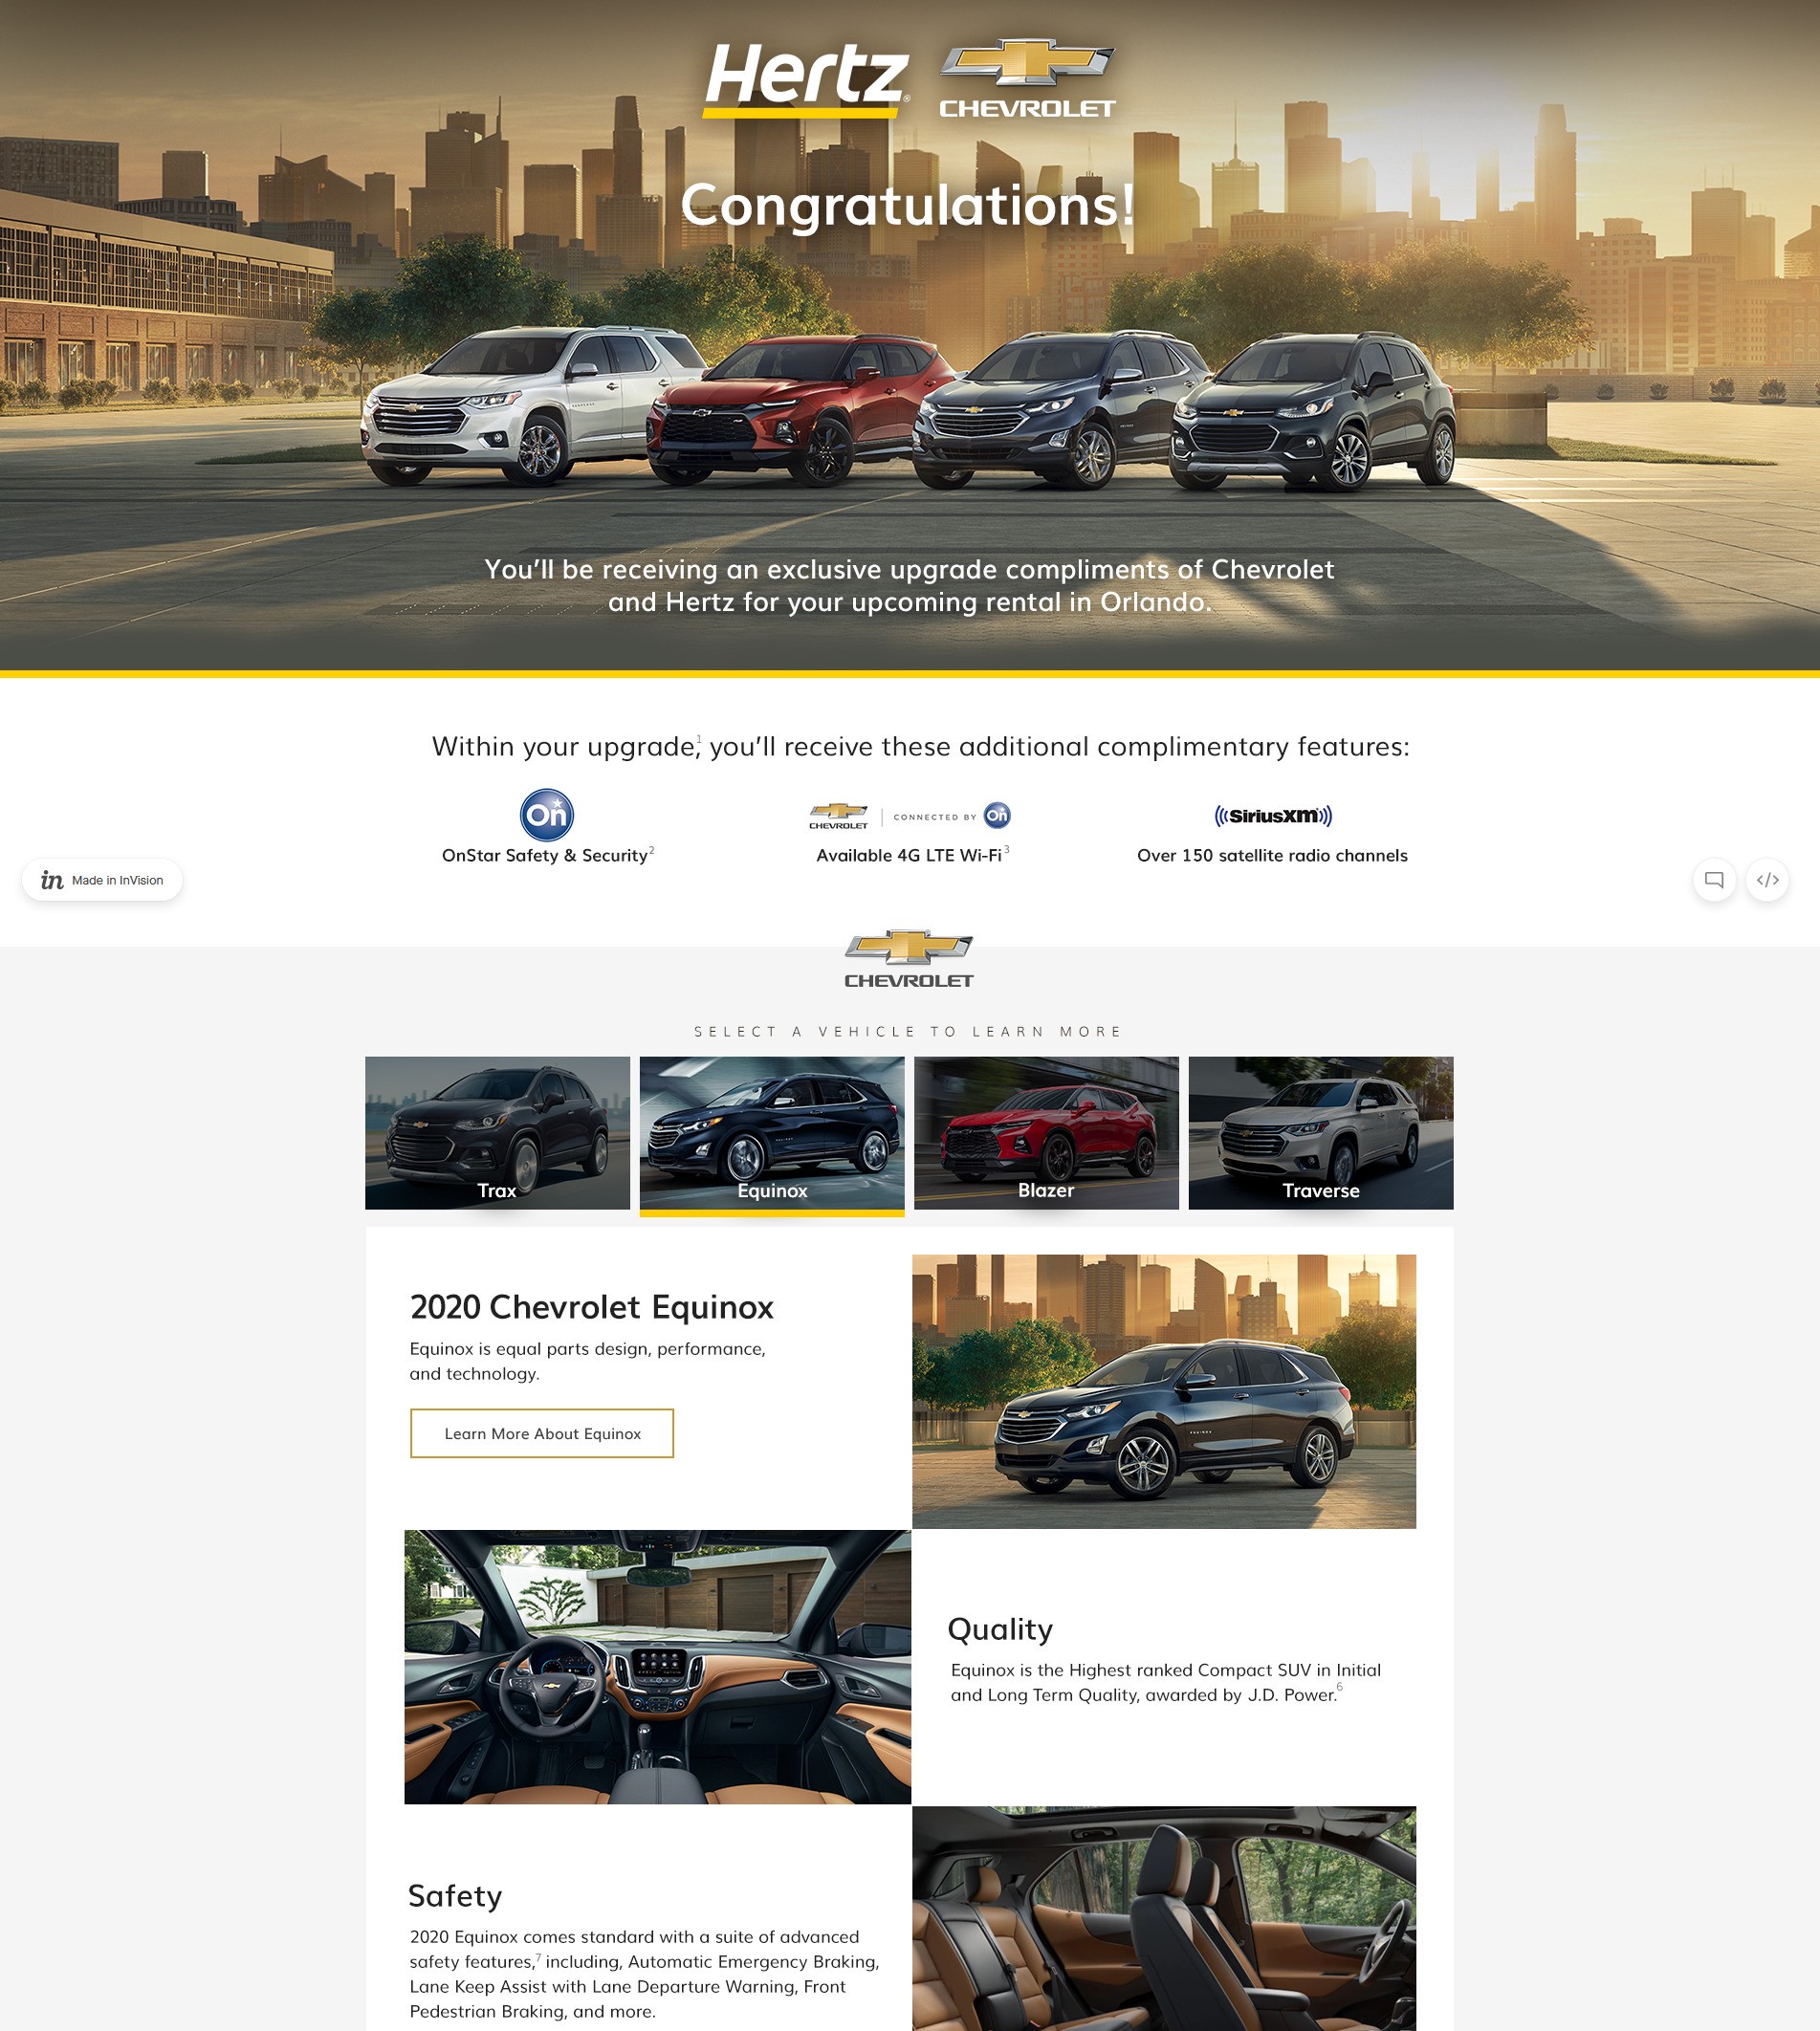 Hertz
CHEVROLET
Congratulations!
You'll be receiving an exclusive upgrade compliments of Chevrolet
and Hertz for your upcoming rental in Orlando.
Within your upgrade,1 you'll receive these additional complimentary features:
On
OnStar Safety & Security2
CHEVROLET | CONNECTED BY On
Available 4G LTE Wi-Fi3
SiriusXM
Over 150 satellite radio channels
in Made in InVision
CHEVROLET
SELECT A VEHICLE TO LEARN MORE
Trax
Equinox
Blazer
Traverse
2020 Chevrolet Equinox
Equinox is equal parts design, performance,
and technology.
Learn More About Equinox
Quality
Equinox is the Highest ranked Compact SUV in Initial
and Long Term Quality, awarded by J.D. Power.6
Safety
2020 Equinox comes standard with a suite of advanced
safety features,7 including, Automatic Emergency Braking,
Lane Keep Assist with Lane Departure Warning, Front
Pedestrian Braking, and more.